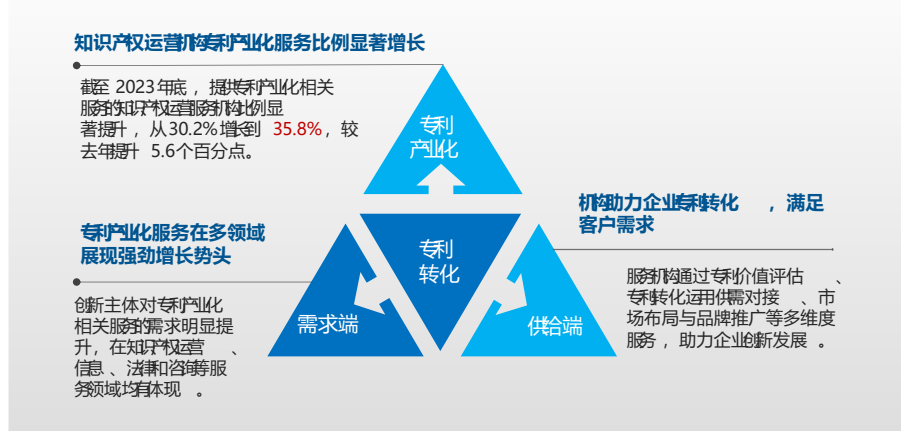 知识产权运营机构专利产业化服务比例显著增长
截至 2023年底，提供专利产业化相关
服务的知识产权运营服务机构比例显
著提升，从30.2%增长到 35.8%，较
去年提升 5.6个百分点。
专利
产业化
机构助力企业专利转化，满足
客户需求
专利产业化服务在多领域
展现强劲增长势头
专利
转化
服务机构通过专利价值评估、
专利转化运用供需对接、市
场布局与品牌推广等多维度
服务，助力企业创新发展。
创新主体对专利产业化
相关服务的需求明显提
升，在知识产权运营、
信息、法律和咨询等服
务领域均有体现。
需求端
供给端